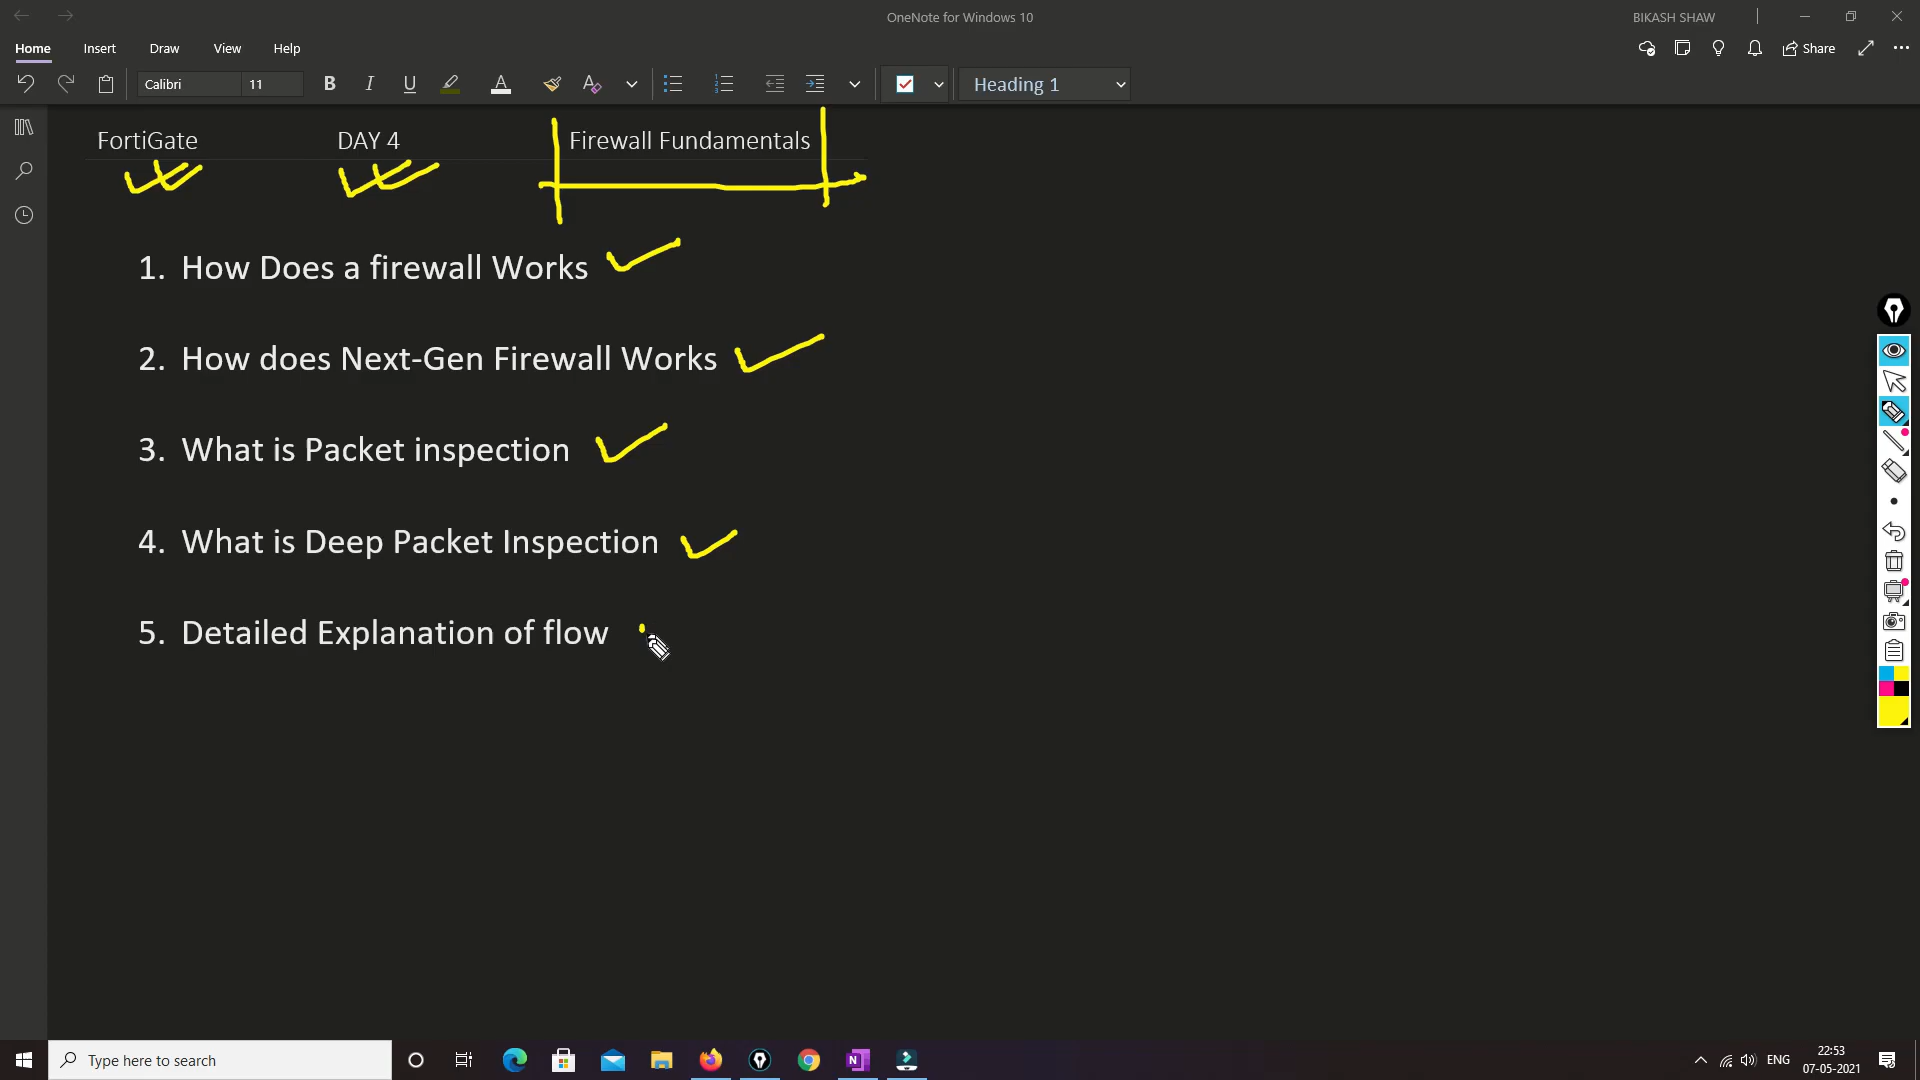 OneNote for Windows 10
BIKASH SHAW
Home Insert Draw View Help
Share
Calibri 11 B I U A A Heading 1
FortiGate DAY 4 Firewall Fundamentals
1. How Does a firewall Works
2. How does Next-Gen Firewall Works
3. What is Packet inspection
4. What is Deep Packet Inspection
5. Detailed Explanation of flow
Type here to search
ENG
22:53
07-05-2021